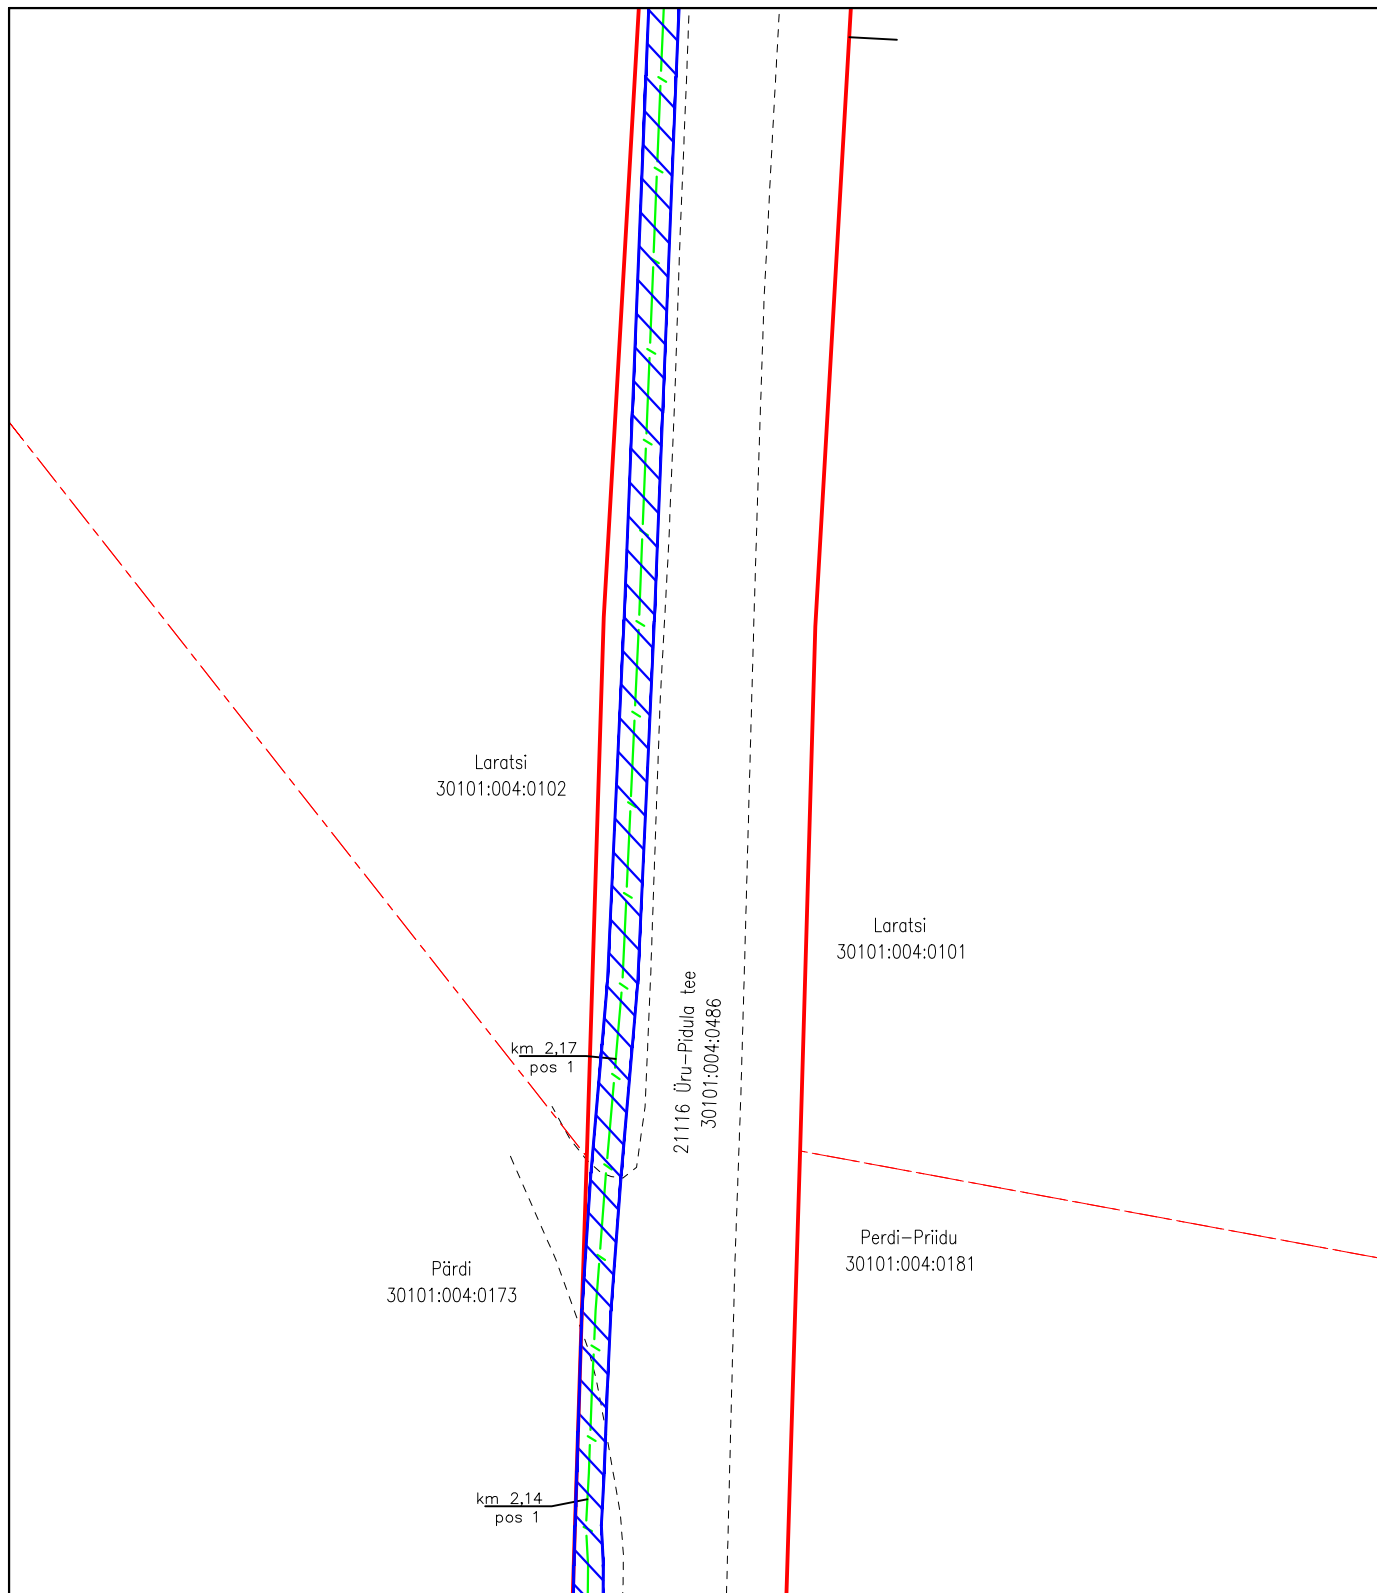 Laratsi
30101:004:0102
Laratsi
30101:004:0101
21116 Üru-Pidula tee
30101:004:0486
km 2,17
pos 1
Perdi-Priidu
30101:004:0181
Pärdi
30101:004:0173
km 2,14
pos 1